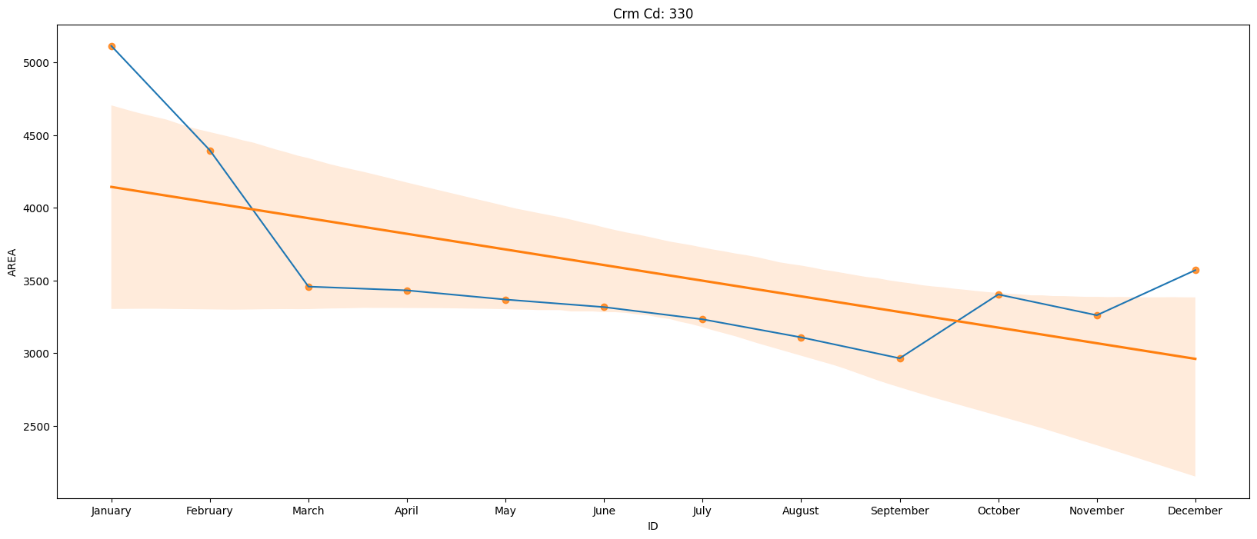 Crm Cd: 330
AREA
5000
4500
4000
3500
3000
2500
January February March April May June July August September October November December
ID